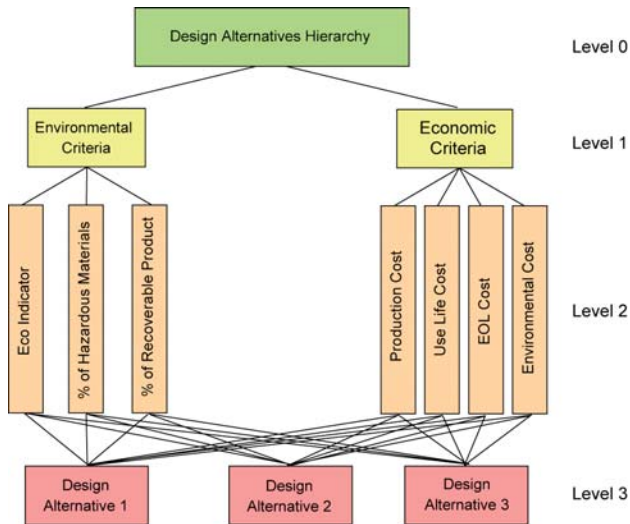 Design Alternatives Hierarchy
Level 0
Environmental
Criteria
Economic
Criteria
Level 1
Eco Indicator
% of Hazardous Materials
% of Recoverable Product
Production Cost
Use Life Cost
EOL Cost
Environmental Cost
Level 2
Design
Alternative 1
Design
Alternative 2
Design
Alternative 3
Level 3